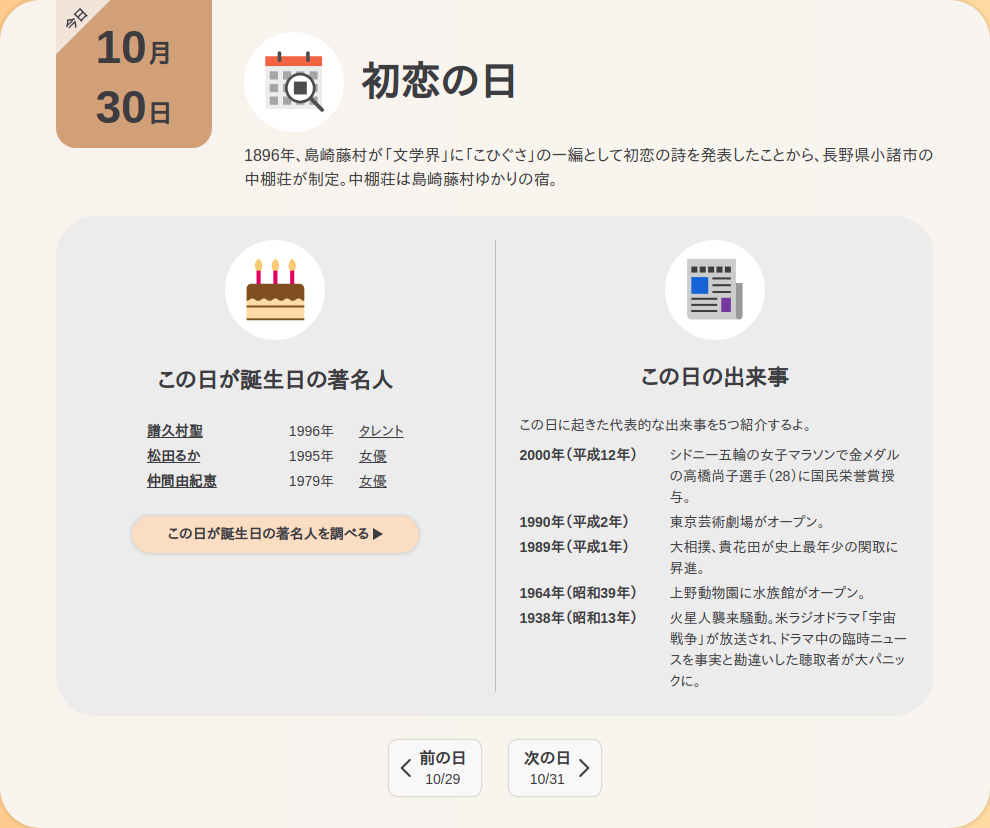 今日
10月
30日
初恋の日
1896年、島崎藤村が「文学界」に「こひぐさ」の一編として初恋の詩を発表したことから、長野県小諸市の
中棚荘が制定。中棚荘は島崎藤村ゆかりの宿。
この日が誕生日の著名人
譜久村聖 1996年 タレント
松田るか 1995年 女優
仲間由紀恵 1979年 女優
この日が誕生日の著名人を調べる▶
この日の出来事
この日に起きた代表的な出来事を5つ紹介するよ。
2000年（平成12年） シドニー五輪の女子マラソンで金メダル
の高橋尚子選手（28）に国民栄誉賞授
与。
1990年（平成2年） 東京芸術劇場がオープン。
1989年（平成1年） 大相撲、貴花田が史上最年少の関取に
昇進。
1964年（昭和39年） 上野動物園に水族館がオープン。
1938年（昭和13年） 火星人襲来騒動。米ラジオドラマ「宇宙
戦争」が放送され、ドラマ中の臨時ニュー
スを事実と勘違いした聴取者が大パニッ
クに。
前の日
10/29
次の日
10/31